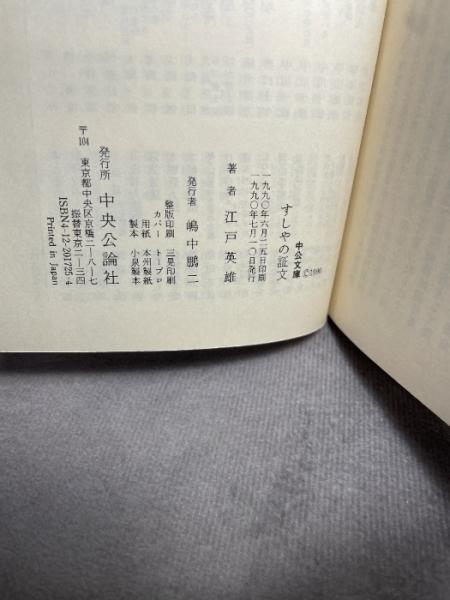 中公文庫 ©1990
すしやの証文
一九九〇年六月二五日印刷
一九九〇年七月一〇日発行
著者 江戸英雄
発行者 嶋中鵬二
整版印刷 三晃印刷
カバー トープロ
用紙 本州製紙
製本 小泉製本
発行所 中央公論社
〒104 東京都中央区京橋二-八-七
振替東京二-三四
ISBN4-12-201725-4
Printed in Japan